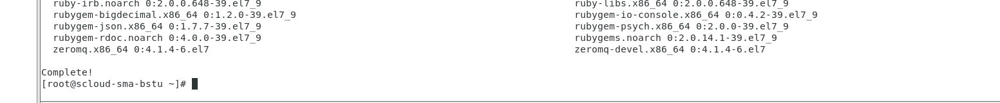 ruby-irb.noarch 0:2.0.0.648-39.el7_9 ruby-libs.x86_64 0:2.0.0.648-39.el7_9
rubygem-bigdecimal.x86_64 0:1.2.0-39.el7_9 rubygem-io-console.x86_64 0:0.4.2-39.el7_9
rubygem-json.x86_64 0:1.7.7-39.el7_9 rubygem-psych.x86_64 0:2.0.0-39.el7_9
rubygem-rdoc.noarch 0:4.0.0-39.el7_9 rubygems.noarch 0:2.0.14.1-39.el7_9
zeromq.x86_64 0:4.1.4-6.el7 zeromq-devel.x86_64 0:4.1.4-6.el7
Complete!
[root@scloud-sma-bstu ~]#